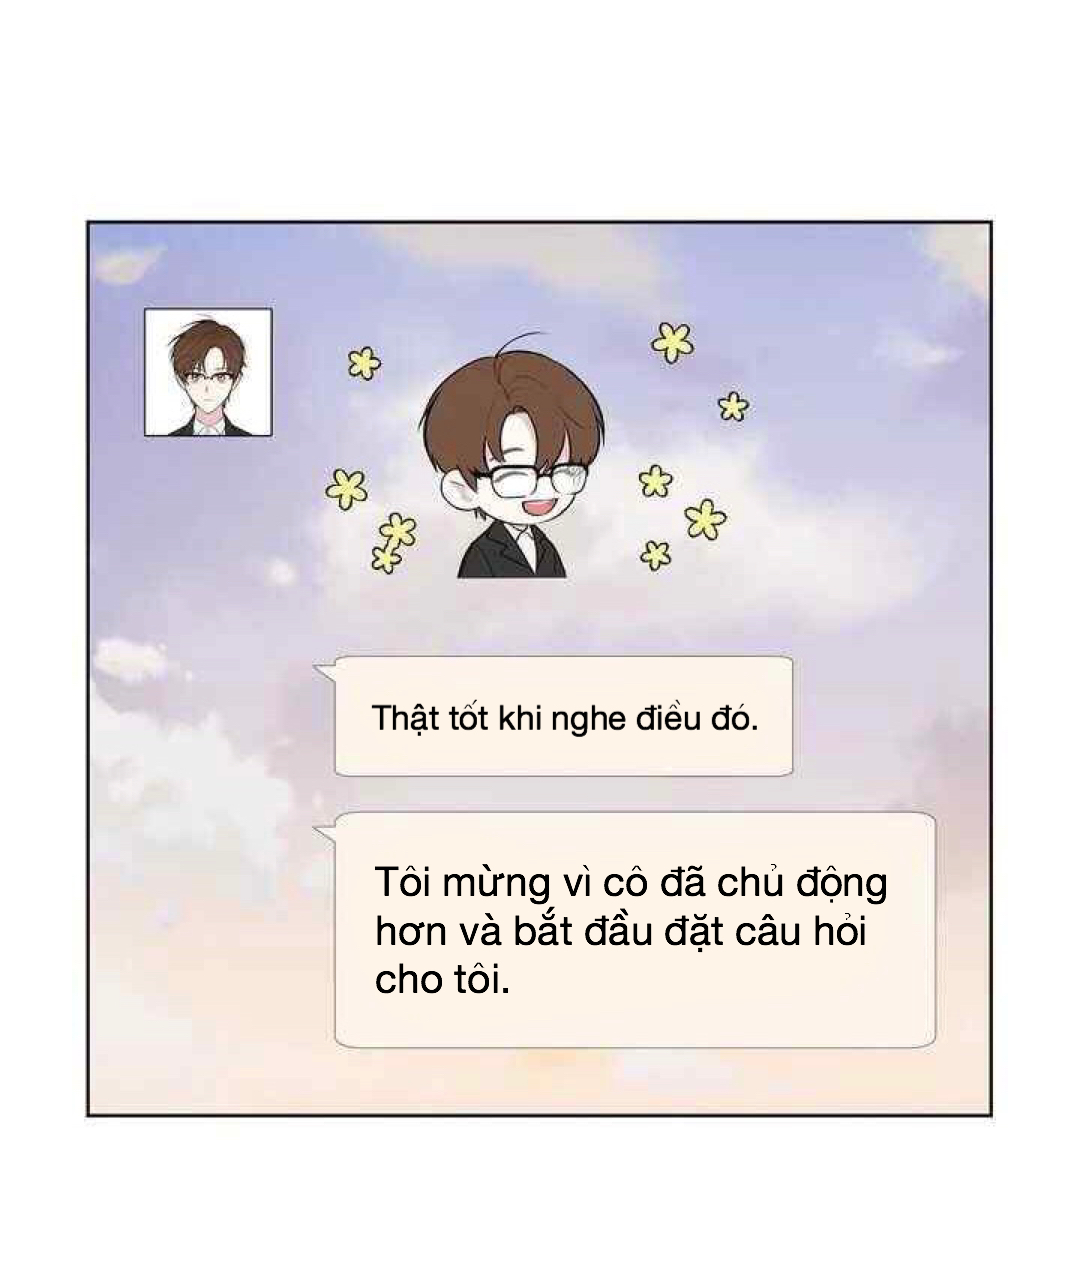 Thật tốt khi nghe điều đó.
Tôi mừng vì cô đã chủ động
hơn và bắt đầu đặt câu hỏi
cho tôi.